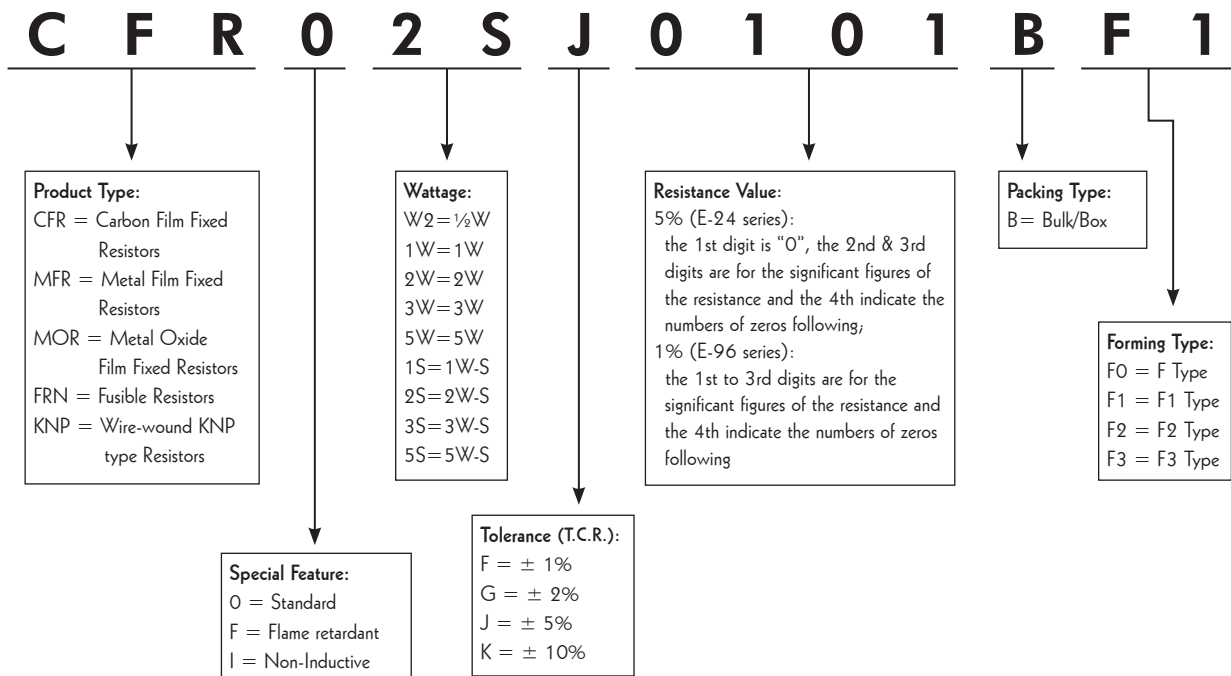 C F R 0 2 S J 0 1 0 1 B F 1
Product Type:
CFR = Carbon Film Fixed
Resistors
MFR = Metal Film Fixed
Resistors
MOR = Metal Oxide
Film Fixed Resistors
FRN = Fusible Resistors
KNP = Wire-wound KNP
type Resistors
Wattage:
W2=½W
1W=1W
2W=2W
3W=3W
5W=5W
1S=1W-S
2S=2W-S
3S=3W-S
5S=5W-S
Resistance Value:
5% (E-24 series):
the 1st digit is “0”, the 2nd & 3rd
digits are for the significant figures of
the resistance and the 4th indicate the
numbers of zeros following;
1% (E-96 series):
the 1st to 3rd digits are for the
significant figures of the resistance and
the 4th indicate the numbers of zeros
following
Packing Type:
B= Bulk/Box
Forming Type:
F0 = F Type
F1 = F1 Type
F2 = F2 Type
F3 = F3 Type
Special Feature:
0 = Standard
F = Flame retardant
I = Non-Inductive
Tolerance (T.C.R.):
F = ± 1%
G = ± 2%
J = ± 5%
K = ± 10%